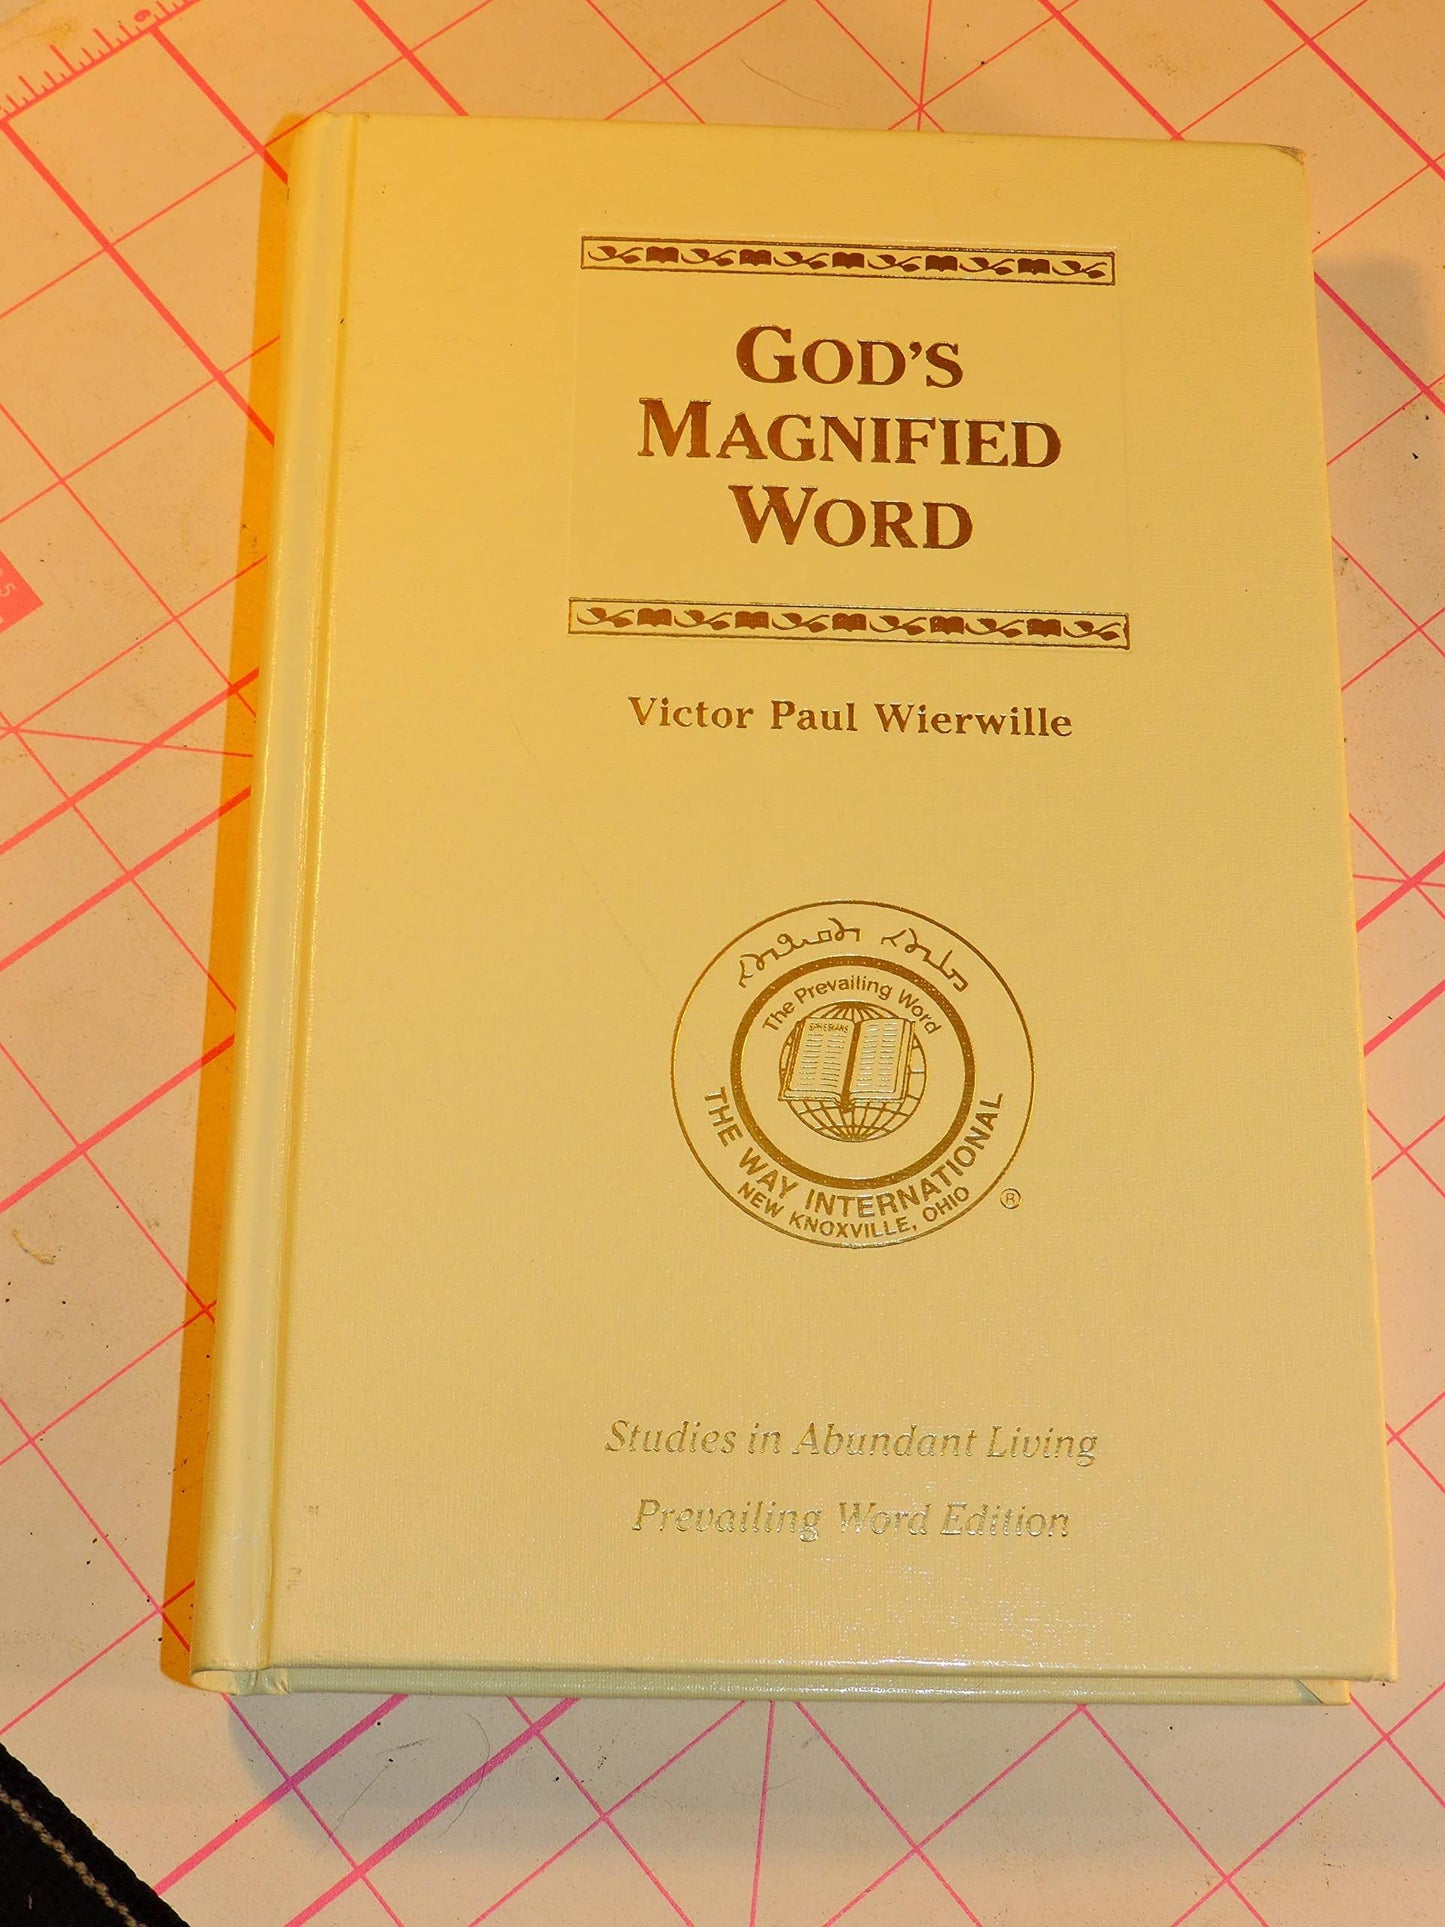 GOD'S
MAGNIFIED
WORD
Victor Paul Wierwille
The Prevailing Word
EPHESIANS
THE WAY INTERNATIONAL
NEW KNOXVILLE, OHIO
®
Studies in Abundant Living
Prevailing Word Edition